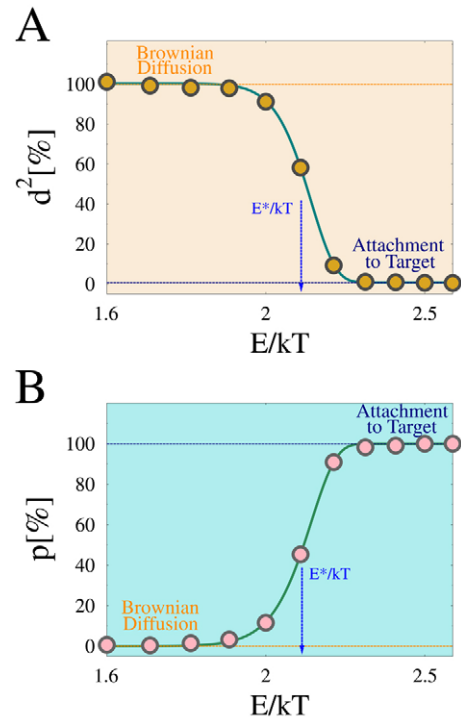 A
Brownian
Diffusion
100
80
60
40
20
0
d²[%]
E*/kT
Attachment
to Target
1.6
2
2.5
E/kT
B
Attachment
to Target
100
80
60
40
20
0
p[%]
E*/kT
Brownian
Diffusion
1.6
2
2.5
E/kT